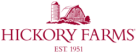 HICKORY FARMS
EST. 1951